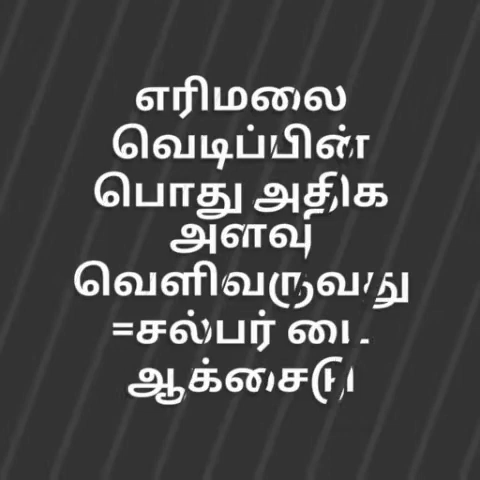 எரிமலை
வெடிப்பின்
பொது அதிக
அளவு
வெளிவருவது
=சல்பர் டை
ஆக்சைடு